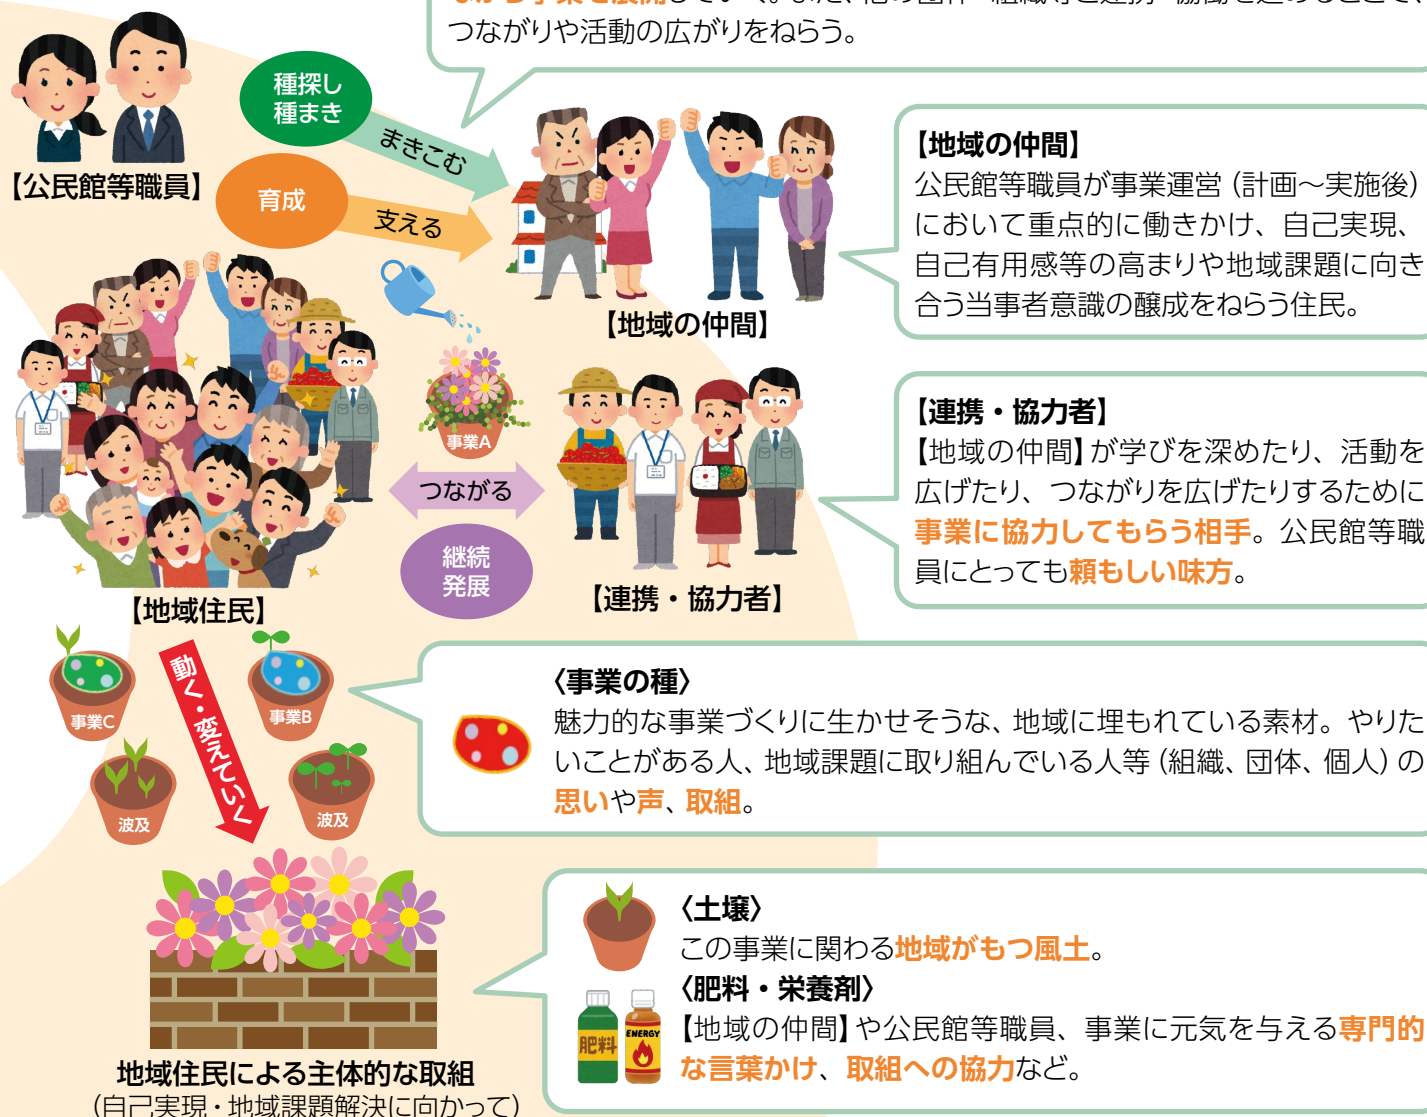 つながりや活動の広がりをねらう。
種探し
種まき
まきこむ
【公民館等職員】
育成
支える
【地域の仲間】
【地域の仲間】
公民館等職員が事業運営（計画～実施後）
において重点的に働きかけ、自己実現、
自己有用感等の高まりや地域課題に向き
合う当事者意識の醸成をねらう住民。
事業A
つながる
継続
発展
【連携・協力者】
【連携・協力者】
【地域の仲間】が学びを深めたり、活動を
広げたり、つながりを広げたりするために
事業に協力してもらう相手。公民館等職
員にとっても頼もしい味方。
【地域住民】
事業C
動く・変えていく
事業B
波及
波及
〈事業の種〉
魅力的な事業づくりに生かせそうな、地域に埋もれている素材。やりた
いことがある人、地域課題に取り組んでいる人等（組織、団体、個人）の
思いや声、取組。
〈土壌〉
この事業に関わる地域がもつ風土。
〈肥料・栄養剤〉
肥料
ENERGY
【地域の仲間】や公民館等職員、事業に元気を与える専門的
な言葉かけ、取組への協力など。
地域住民による主体的な取組
（自己実現・地域課題解決に向かって）